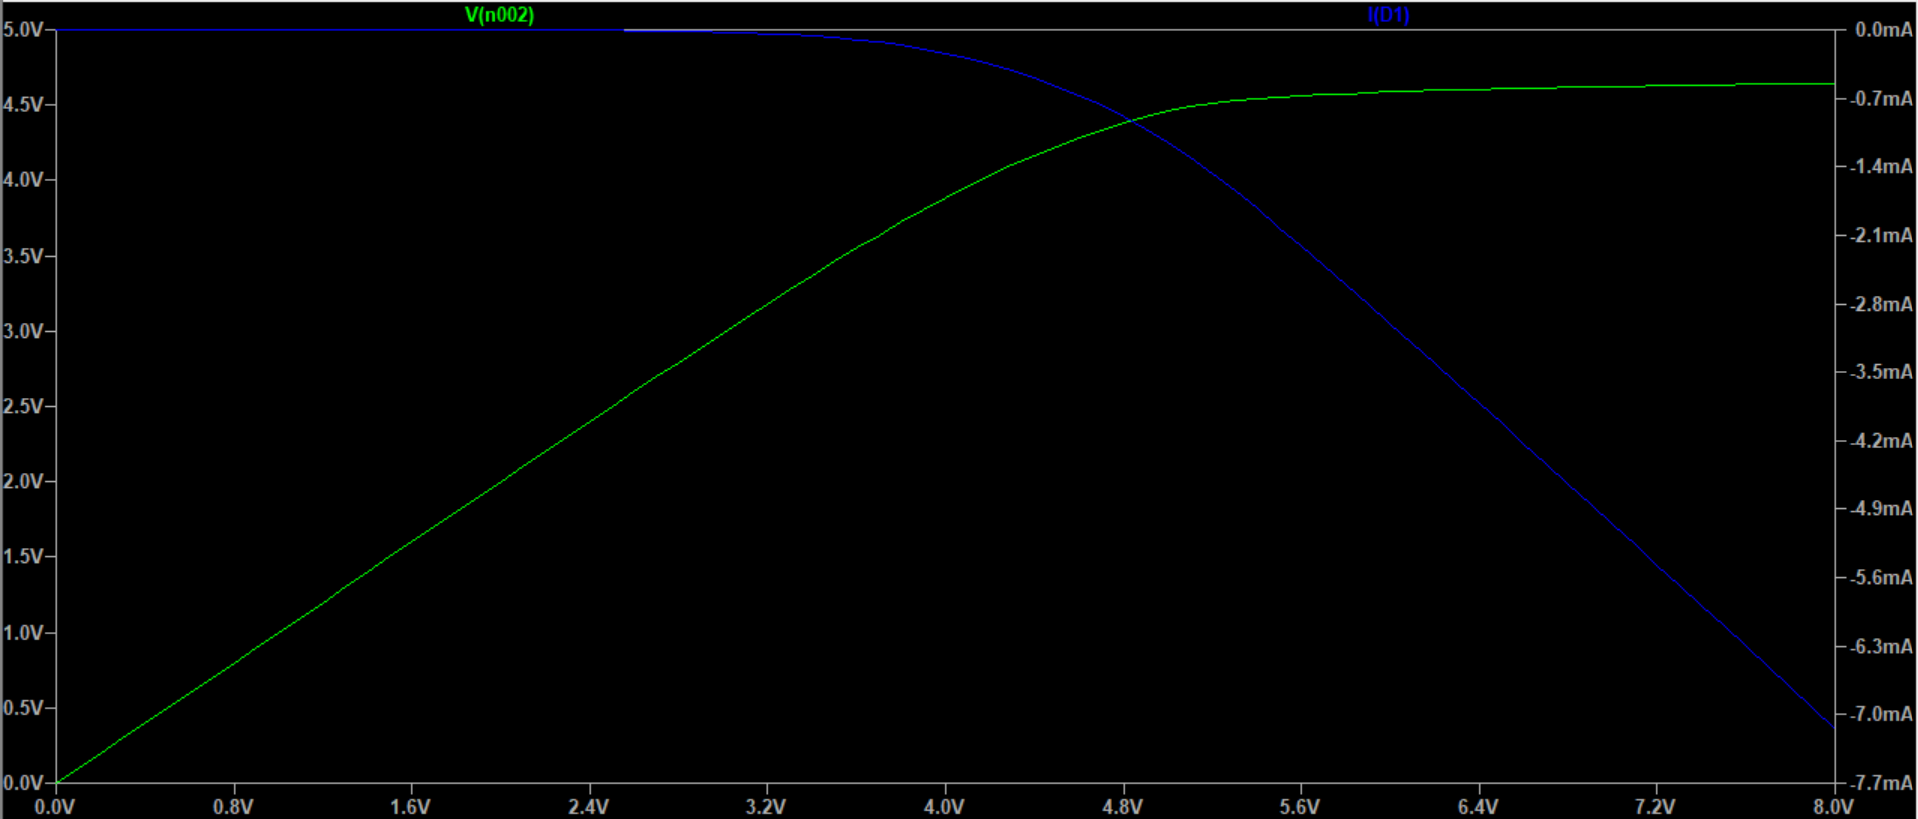 V(n002) I(D1)
5.0V 0.0mA
4.5V -0.7mA
4.0V -1.4mA
3.5V -2.1mA
3.0V -2.8mA
2.5V -3.5mA
2.0V -4.2mA
1.5V -4.9mA
1.0V -5.6mA
0.5V -6.3mA
0.0V -7.0mA
-7.7mA
0.0V 0.8V 1.6V 2.4V 3.2V 4.0V 4.8V 5.6V 6.4V 7.2V 8.0V